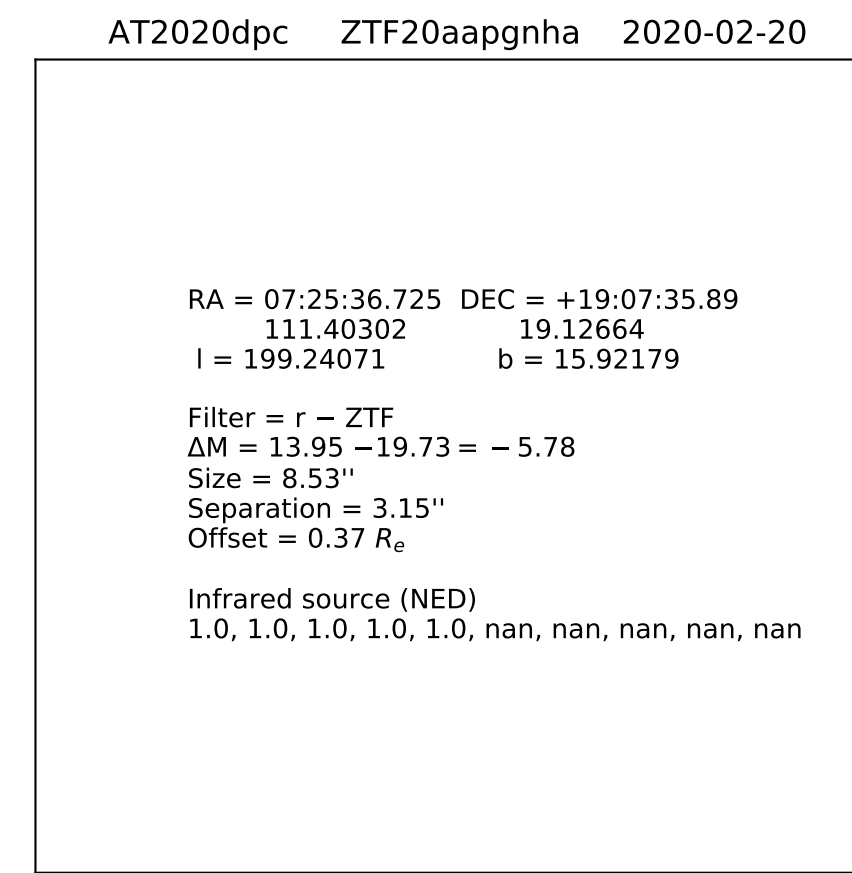 AT2020dpc ZTF20aapgnha 2020-02-20
RA = 07:25:36.725 DEC = +19:07:35.89
111.40302 19.12664
l = 199.24071 b = 15.92179
Filter = r − ZTF
ΔM = 13.95 −19.73 = − 5.78
Size = 8.53''
Separation = 3.15''
Offset = 0.37 Re
Infrared source (NED)
1.0, 1.0, 1.0, 1.0, 1.0, nan, nan, nan, nan, nan